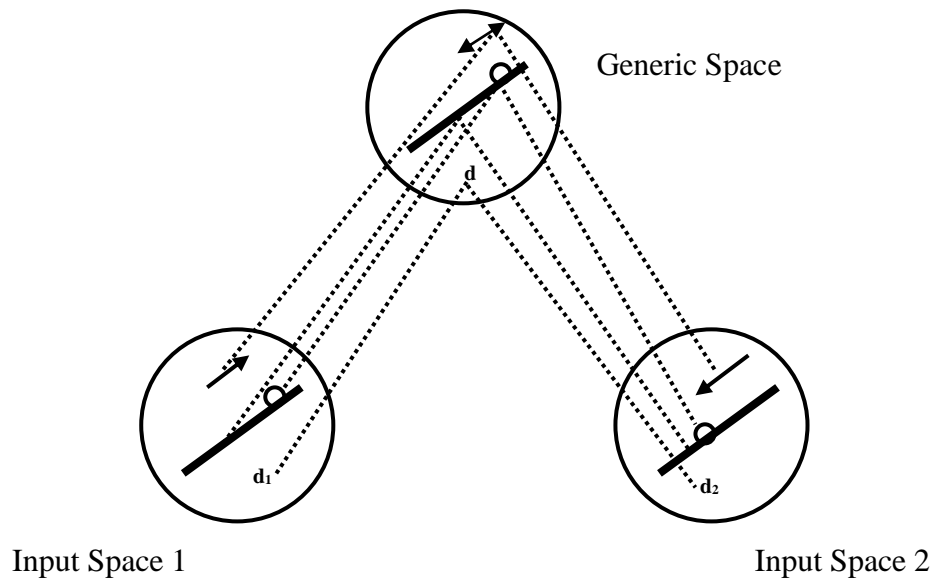 Generic Space
d
d₁
d₂
Input Space 1
Input Space 2